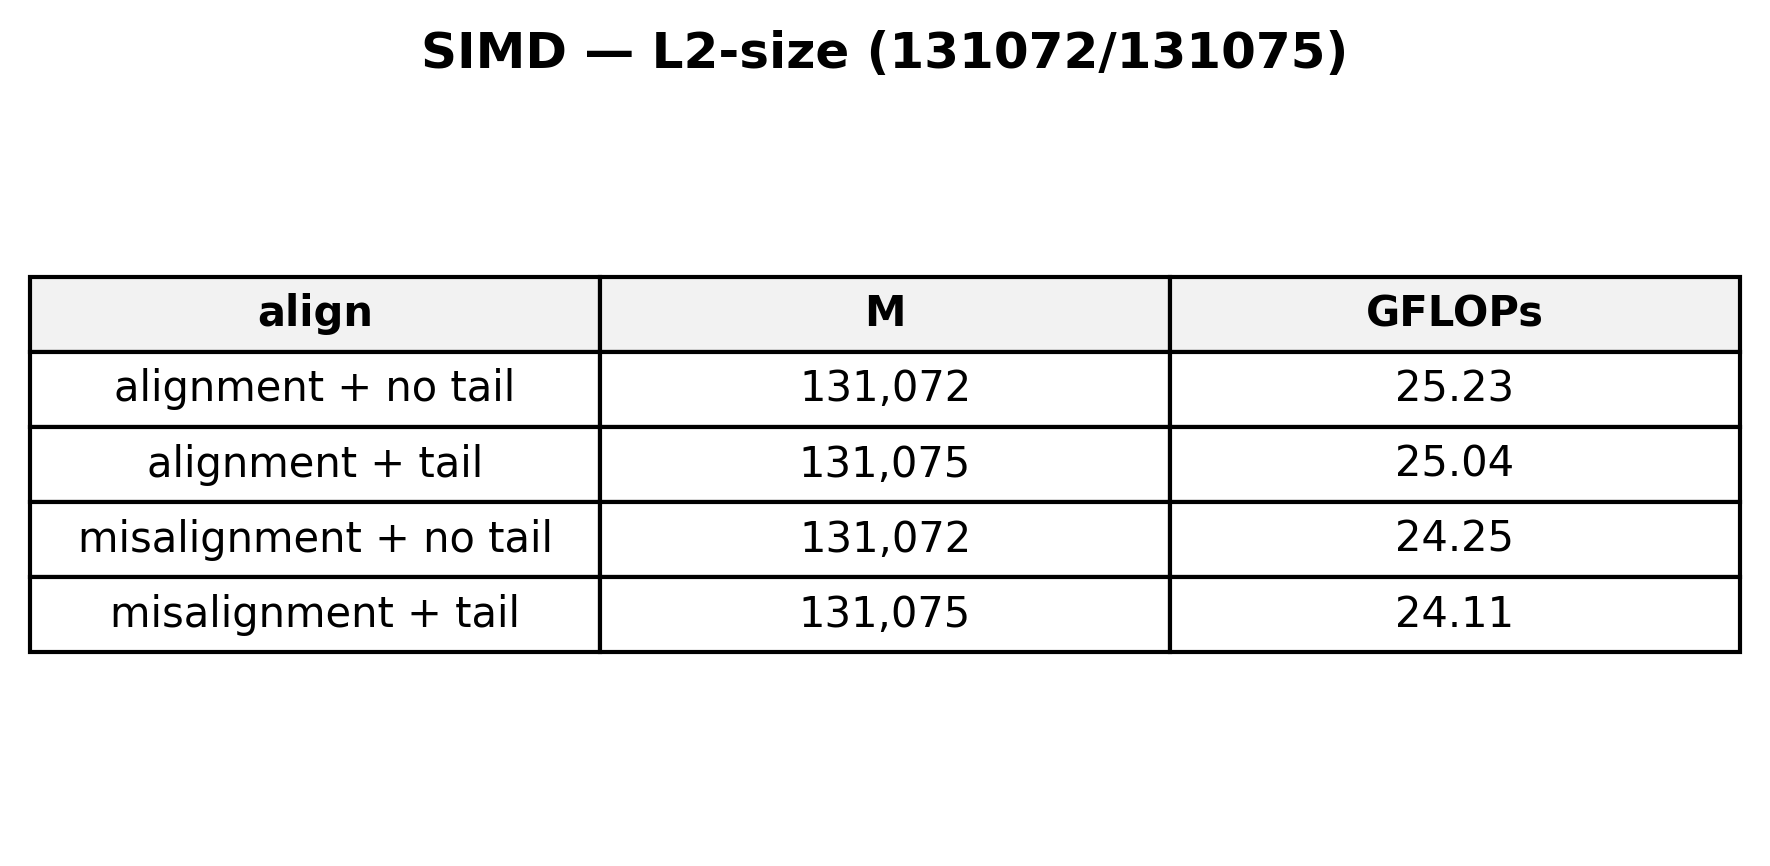 SIMD — L2-size (131072/131075)
align M GFLOPs
alignment + no tail 131,072 25.23
alignment + tail 131,075 25.04
misalignment + no tail 131,072 24.25
misalignment + tail 131,075 24.11